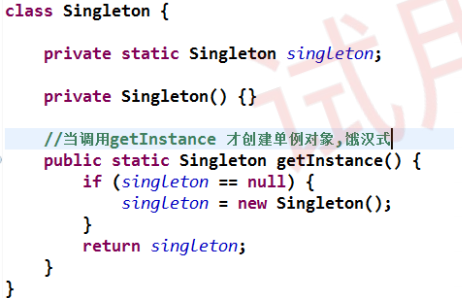 class Singleton {
private static Singleton singleton;
private Singleton() {}
//当调用getInstance 才创建单例对象,饿汉式
public static Singleton getInstance() {
if (singleton == null) {
singleton = new Singleton();
}
return singleton;
}
}
试用